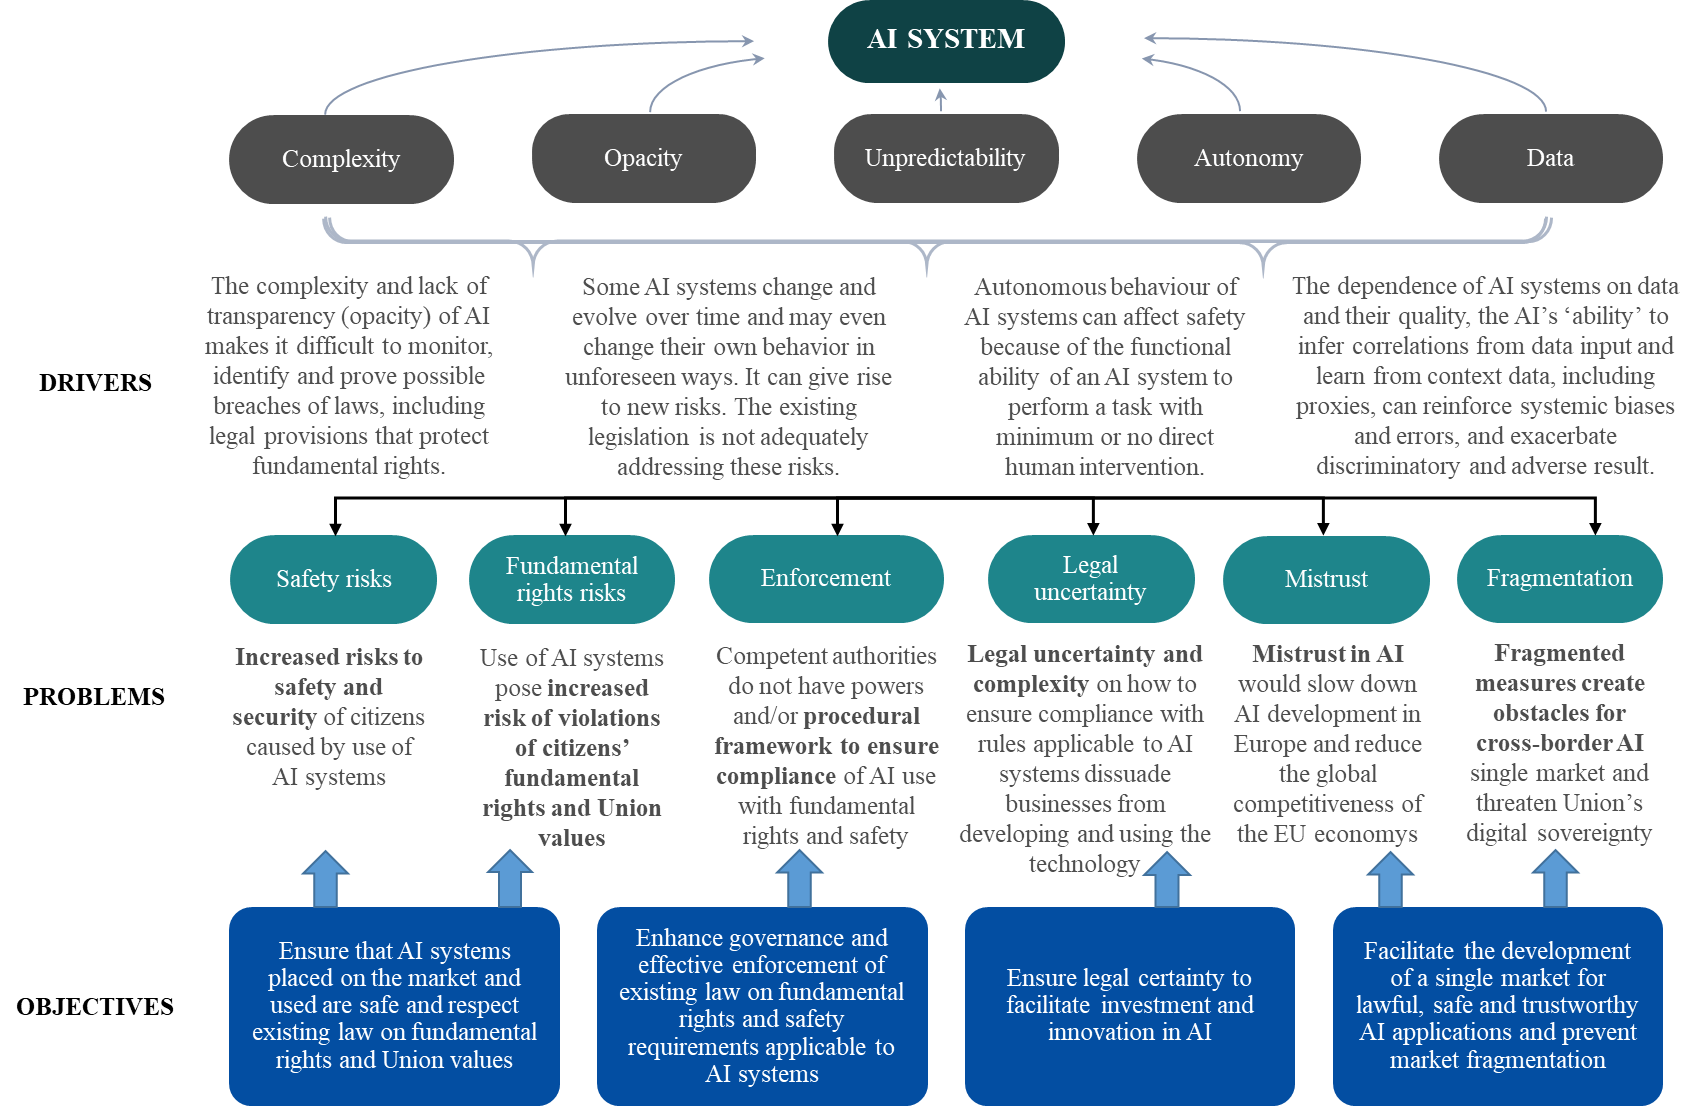 AI SYSTEM
Complexity
Opacity
Unpredictability
Autonomy
Data
DRIVERS
The complexity and lack of
transparency (opacity) of AI
makes it difficult to monitor,
identify and prove possible
breaches of laws, including
legal provisions that protect
fundamental rights.
Some AI systems change and
evolve over time and may even
change their own behavior in
unforeseen ways. It can give rise
to new risks. The existing
legislation is not adequately
addressing these risks.
Autonomous behaviour of
AI systems can affect safety
because of the functional
ability of an AI system to
perform a task with
minimum or no direct
human intervention.
The dependence of AI systems on data
and their quality, the AI’s ‘ability’ to
infer correlations from data input and
learn from context data, including
proxies, can reinforce systemic biases
and errors, and exacerbate
discriminatory and adverse result.
Safety risks
Fundamental
rights risks
Enforcement
Legal
uncertainty
Mistrust
Fragmentation
PROBLEMS
Increased risks to
safety and
security of citizens
caused by use of
AI systems
Use of AI systems
pose increased
risk of violations
of citizens’
fundamental
rights and Union
values
Competent authorities
do not have powers
and/or procedural
framework to ensure
compliance of AI use
with fundamental
rights and safety
Legal uncertainty and
complexity on how to
ensure compliance with
rules applicable to AI
systems dissuade
businesses from
developing and using the
technology
Mistrust in AI
would slow down
AI development in
Europe and reduce
the global
competitiveness of
the EU economys
Fragmented
measures create
obstacles for
cross-border AI
single market and
threaten Union’s
digital sovereignty
OBJECTIVES
Ensure that AI systems
placed on the market and
used are safe and respect
existing law on fundamental
rights and Union values
Enhance governance and
effective enforcement of
existing law on fundamental
rights and safety
requirements applicable to
AI systems
Ensure legal certainty to
facilitate investment and
innovation in AI
Facilitate the development
of a single market for
lawful, safe and trustworthy
AI applications and prevent
market fragmentation